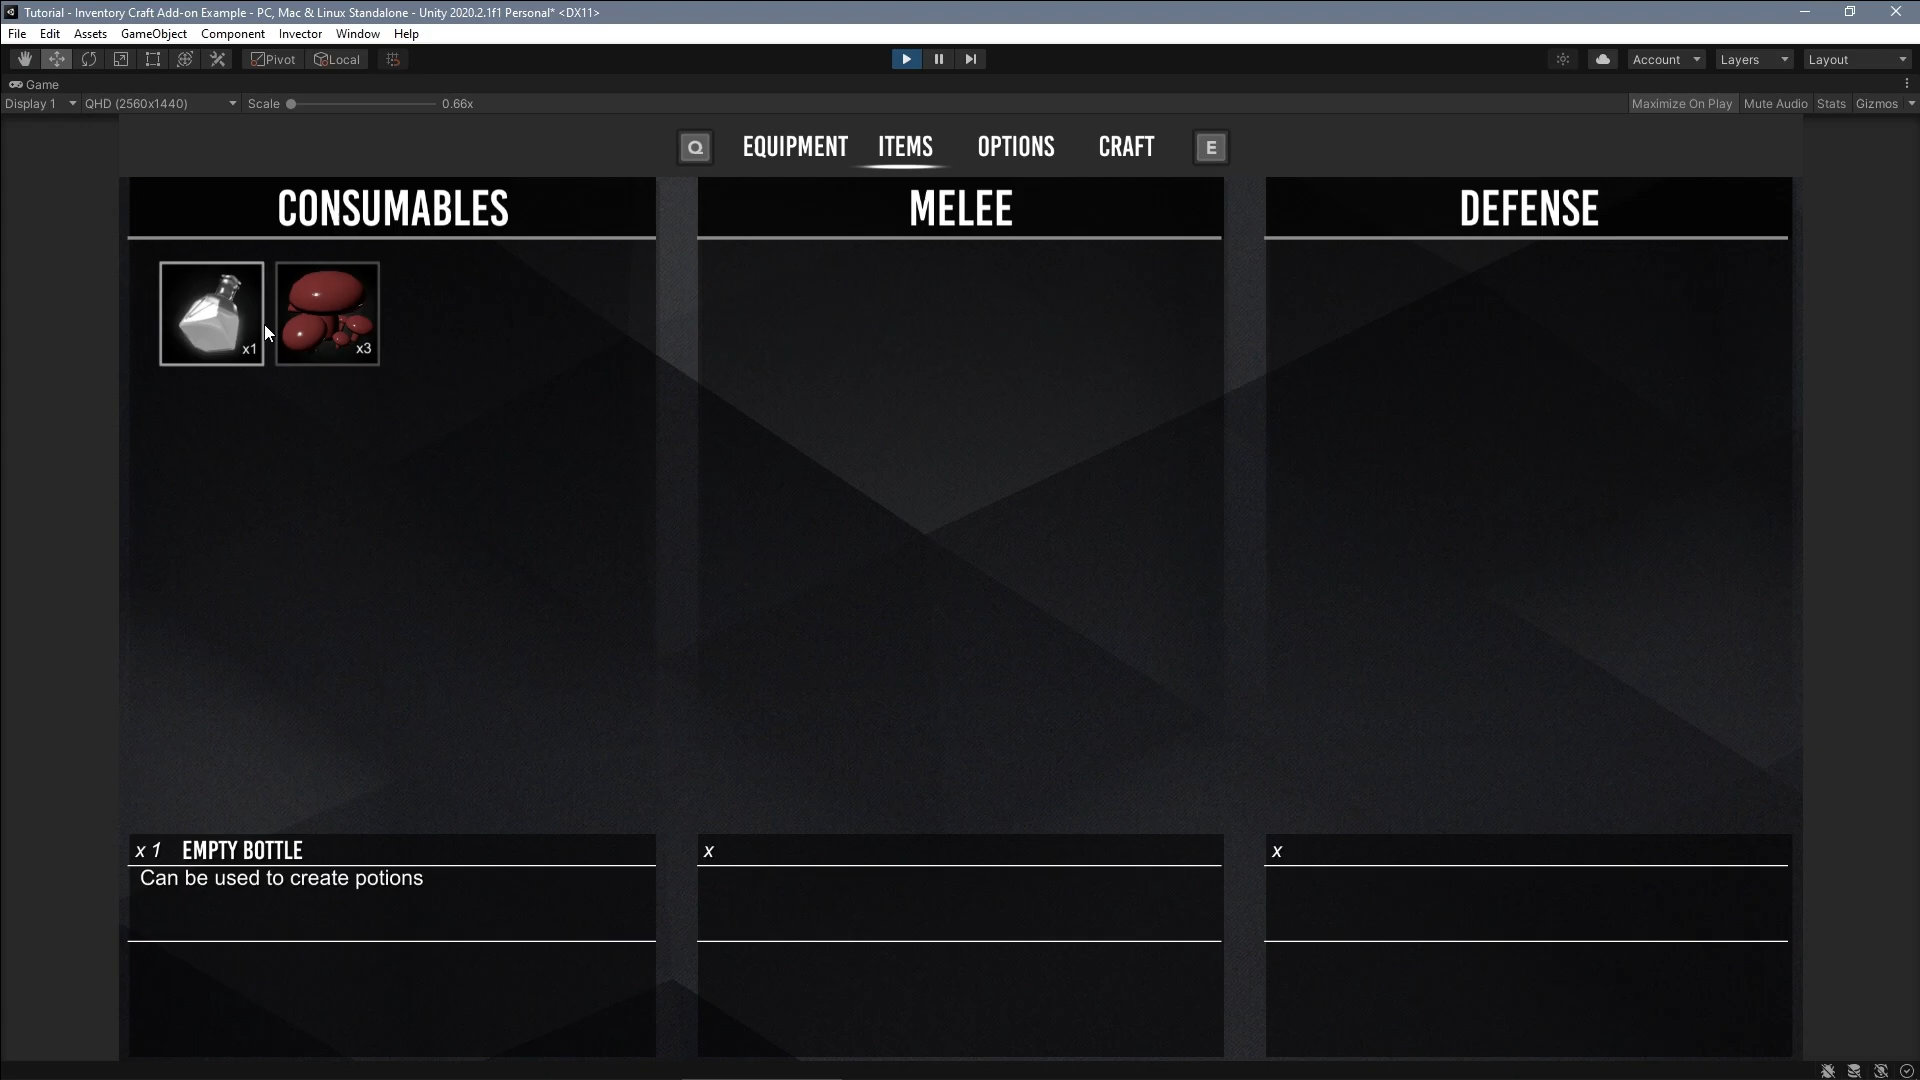 Tutorial - Inventory Craft Add-on Example - PC, Mac & Linux Standalone - Unity 2020.2.1f1 Personal* <DX11>
File Edit Assets GameObject Component Invector Window Help
Pivot Local Account Layers Layout
Game
Display 1 QHD (2560x1440) Scale 0.66x Maximize On Play Mute Audio Stats Gizmos
Q EQUIPMENT ITEMS OPTIONS CRAFT E
CONSUMABLES MELEE DEFENSE
x1 x3
x 1 EMPTY BOTTLE x x
Can be used to create potions